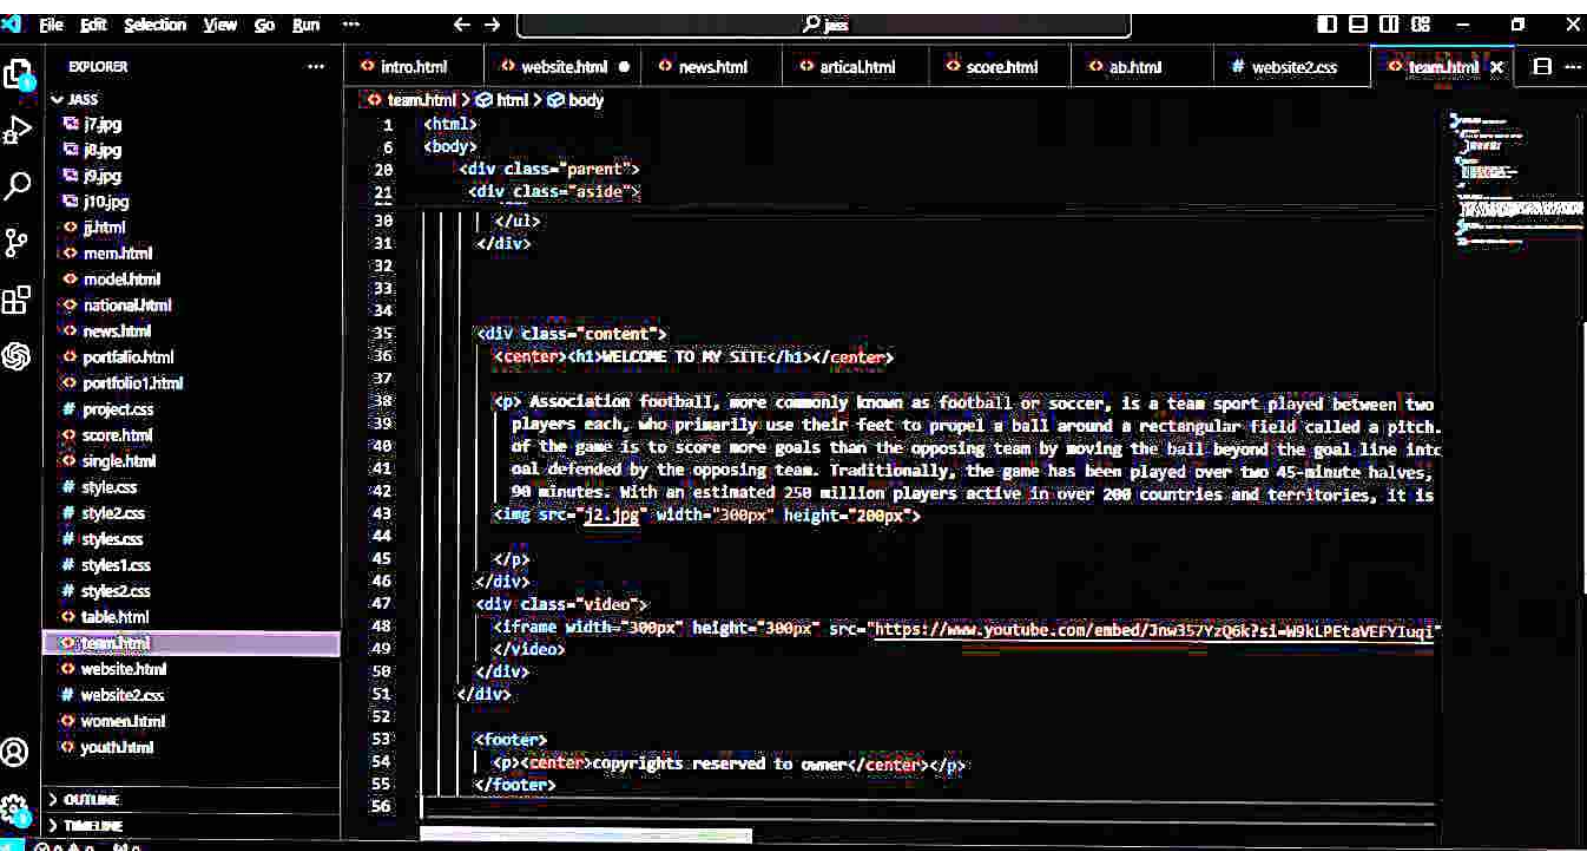 File Edit Selection View Go Run ... jass
EXPLORER ...
intro.html website.html news.html artical.html score.html ab.html # website2.css team.html ...
JASS
j7.jpg
j8.jpg
j9.jpg
j10.jpg
jj.html
mem.html
model.html
national.html
news.html
portfalio.html
portfolio1.html
# project.css
score.html
single.html
# style.css
# style2.css
# styles.css
# styles1.css
# styles2.css
table.html
team.html
website.html
# website2.css
women.html
youth.html
OUTLINE
TIMELINE
team.html > html > body
1 <html>
6 <body>
20 <div class="parent">
21 <div class="aside">
30 </ul>
31 </div>
32
33
34
35 <div class="content">
36 <center><h1>WELCOME TO MY SITE</h1></center>
37
38 <p> Association football, more commonly known as football or soccer, is a team sport played between two
39 players each, who primarily use their feet to propel a ball around a rectangular field called a pitch.
40 of the game is to score more goals than the opposing team by moving the ball beyond the goal line into
41 oal defended by the opposing team. Traditionally, the game has been played over two 45-minute halves,
42 90 minutes. With an estimated 250 million players active in over 200 countries and territories, it is
43 <img src="j2.jpg" width="300px" height="200px">
44
45 </p>
46 </div>
47 <div class="video">
48 <iframe width="300px" height="300px" src="https://www.youtube.com/embed/Jnw357YzQ6k?si=W9kLPEtaVEFYIuqi"
49 </video>
50 </div>
51 </div>
52
53 <footer>
54 <p><center>copyrights reserved to owner</center></p>
55 </footer>
56